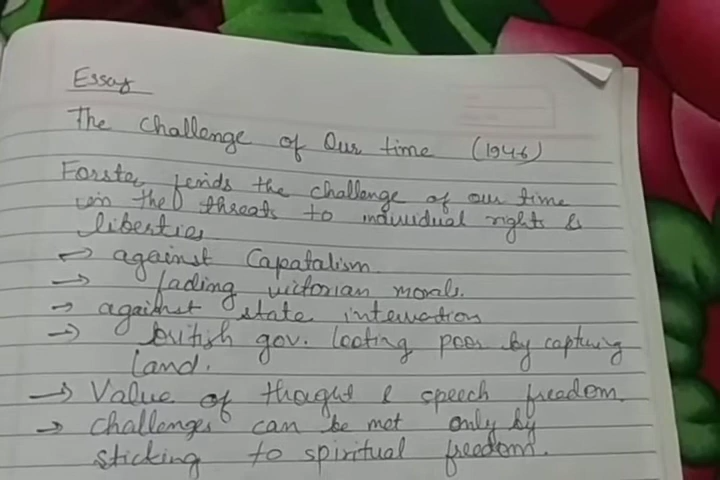 Essay
The challenge of Our time (1946)
Forster finds the challenge of our time
in the threats to individual rights &
liberties
→ against Capatalism.
→ fading victorian morals.
→ against state intervation
→ british gov. looting poor by capturing
land.
→ Value of thought & speech freedom.
→ challenges can be met only by
sticking to spiritual freedom.